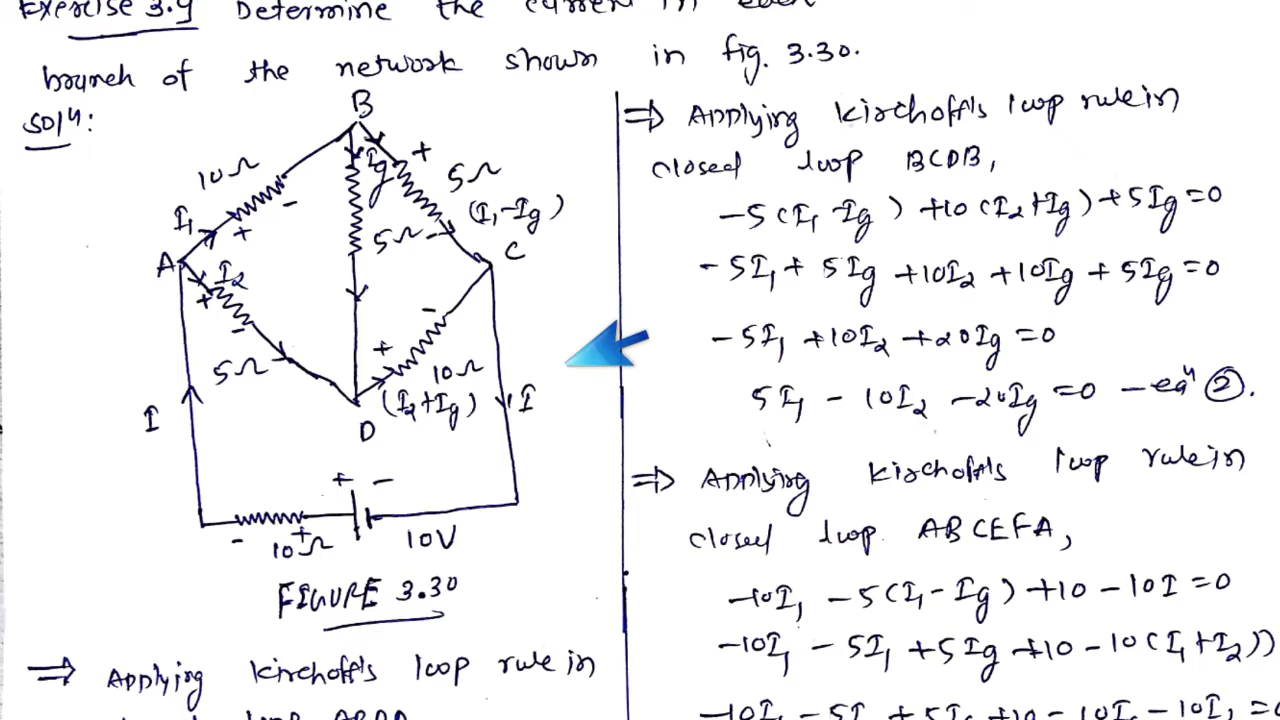 Exercise 3.9 Determine the current in each
branch of the network shown in fig. 3.30.
Sol4:
B
10Ω
Ig
+
5Ω
(I1-Ig)
I1
+
-
5Ω
-
C
A
I2
+
-
5Ω
+
-
10Ω
(I2+Ig)
D
I
I
+ -
- 10Ω +
10V
FIGURE 3.30
⇒ Applying Kirchoff's loop rule in
⇒ Applying Kirchoff's loop rule in
closed loop BCDB,
-5(I1-Ig) +10(I2+Ig)+5Ig=0
-5I1+5Ig+10I2+10Ig+5Ig=0
-5I1+10I2+20Ig=0
5I1-10I2-20Ig=0 -eq4 ②.
⇒ Applying Kirchoff's loop rule in
closed loop ABCEFA,
-10I1-5(I1-Ig)+10-10I=0
-10I1-5I1+5Ig+10-10(I1+I2))